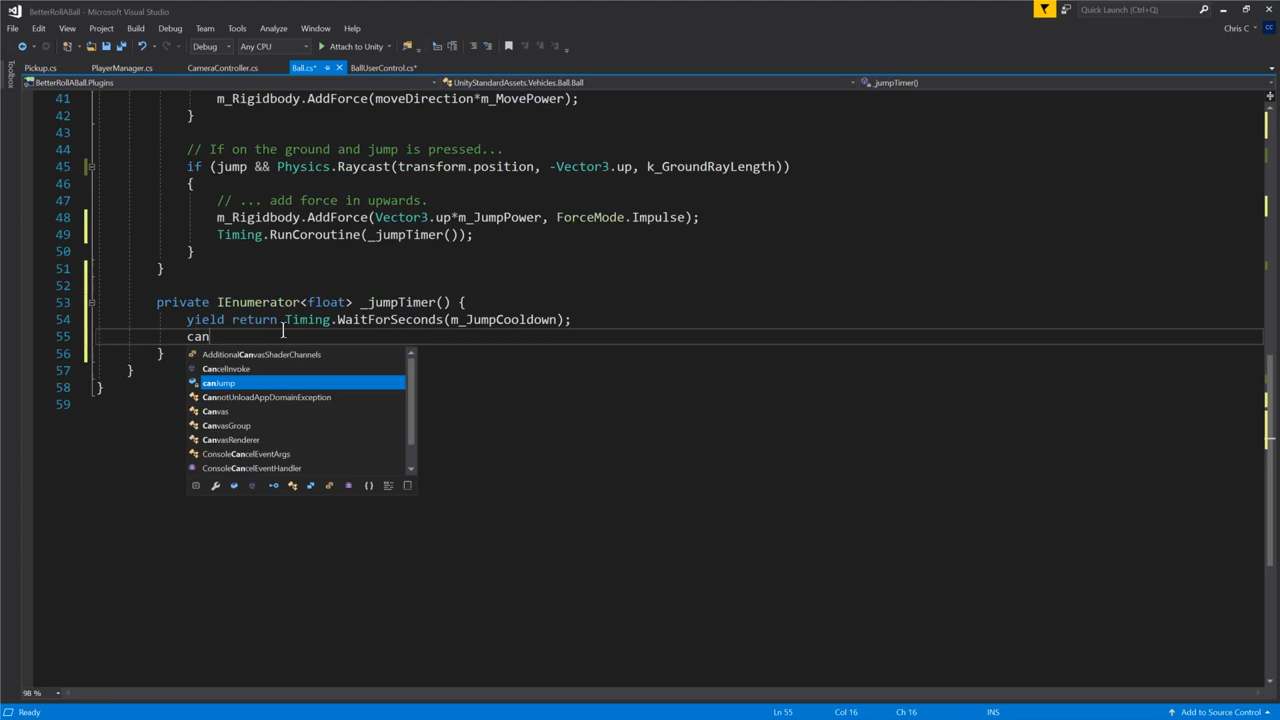 BetterRollABall - Microsoft Visual Studio
Quick Launch (Ctrl+Q)
File Edit View Project Build Debug Team Tools Test Analyze Window Help
Chris C
CC
Debug Any CPU Attach to Unity
Toolbox
Pickup.cs PlayerManager.cs CameraController.cs Ball.cs* BallUserControl.cs*
BetterRollABall.Plugins UnityStandardAssets.Vehicles.Ball.Ball _jumpTimer()
41 m_Rigidbody.AddForce(moveDirection*m_MovePower);
42 }
43
44 // If on the ground and jump is pressed...
45 if (jump && Physics.Raycast(transform.position, -Vector3.up, k_GroundRayLength))
46 {
47 // ... add force in upwards.
48 m_Rigidbody.AddForce(Vector3.up*m_JumpPower, ForceMode.Impulse);
49 Timing.RunCoroutine(_jumpTimer());
50 }
51 }
52
53 private IEnumerator<float> _jumpTimer() {
54 yield return Timing.WaitForSeconds(m_JumpCooldown);
55 can
56 }
57 }
58 }
59
AdditionalCanvasShaderChannels
CancelInvoke
canJump
CannotUnloadAppDomainException
Canvas
CanvasGroup
CanvasRenderer
ConsoleCancelEventArgs
ConsoleCancelEventHandler
98 %
Ready Ln 55 Col 16 Ch 16 INS Add to Source Control